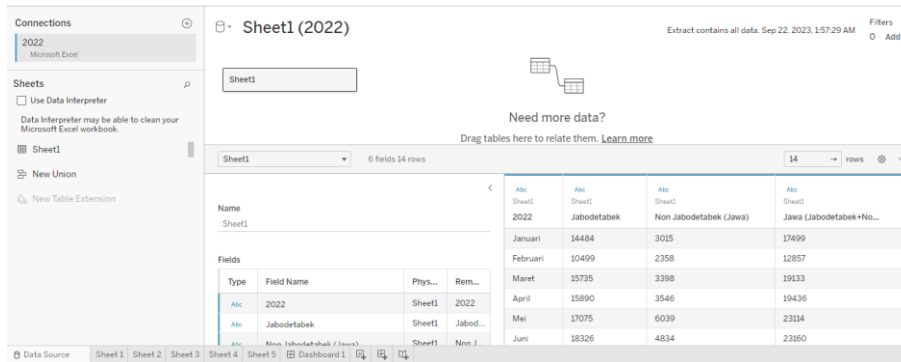 Connections
2022
Microsoft Excel
Sheets
Use Data Interpreter
Data Interpreter may be able to clean your
Microsoft Excel workbook.
Sheet1
New Union
New Table Extension
Sheet1 (2022)
Extract contains all data. Sep 22, 2023, 1:57:29 AM
Filters
0 Add
Sheet1
Need more data?
Drag tables here to relate them. Learn more
Sheet1 6 fields 14 rows
14 → rows
Name
Sheet1
Fields
Type Field Name Phys... Rem...
Abc 2022 Sheet1 2022
Abc Jabodetabek Sheet1 Jabod...
Abc Non Jabodetabek (Jawa) Sheet1 Non J...
Abc Abc Abc Abc
Sheet1 Sheet1 Sheet1 Sheet1
2022 Jabodetabek Non Jabodetabek (Jawa) Jawa (Jabodetabek+No...
Januari 14484 3015 17499
Februari 10499 2358 12857
Maret 15735 3398 19133
April 15890 3546 19436
Mei 17075 6039 23114
Juni 18326 4834 23160
Data Source Sheet 1 Sheet 2 Sheet 3 Sheet 4 Sheet 5 Dashboard 1